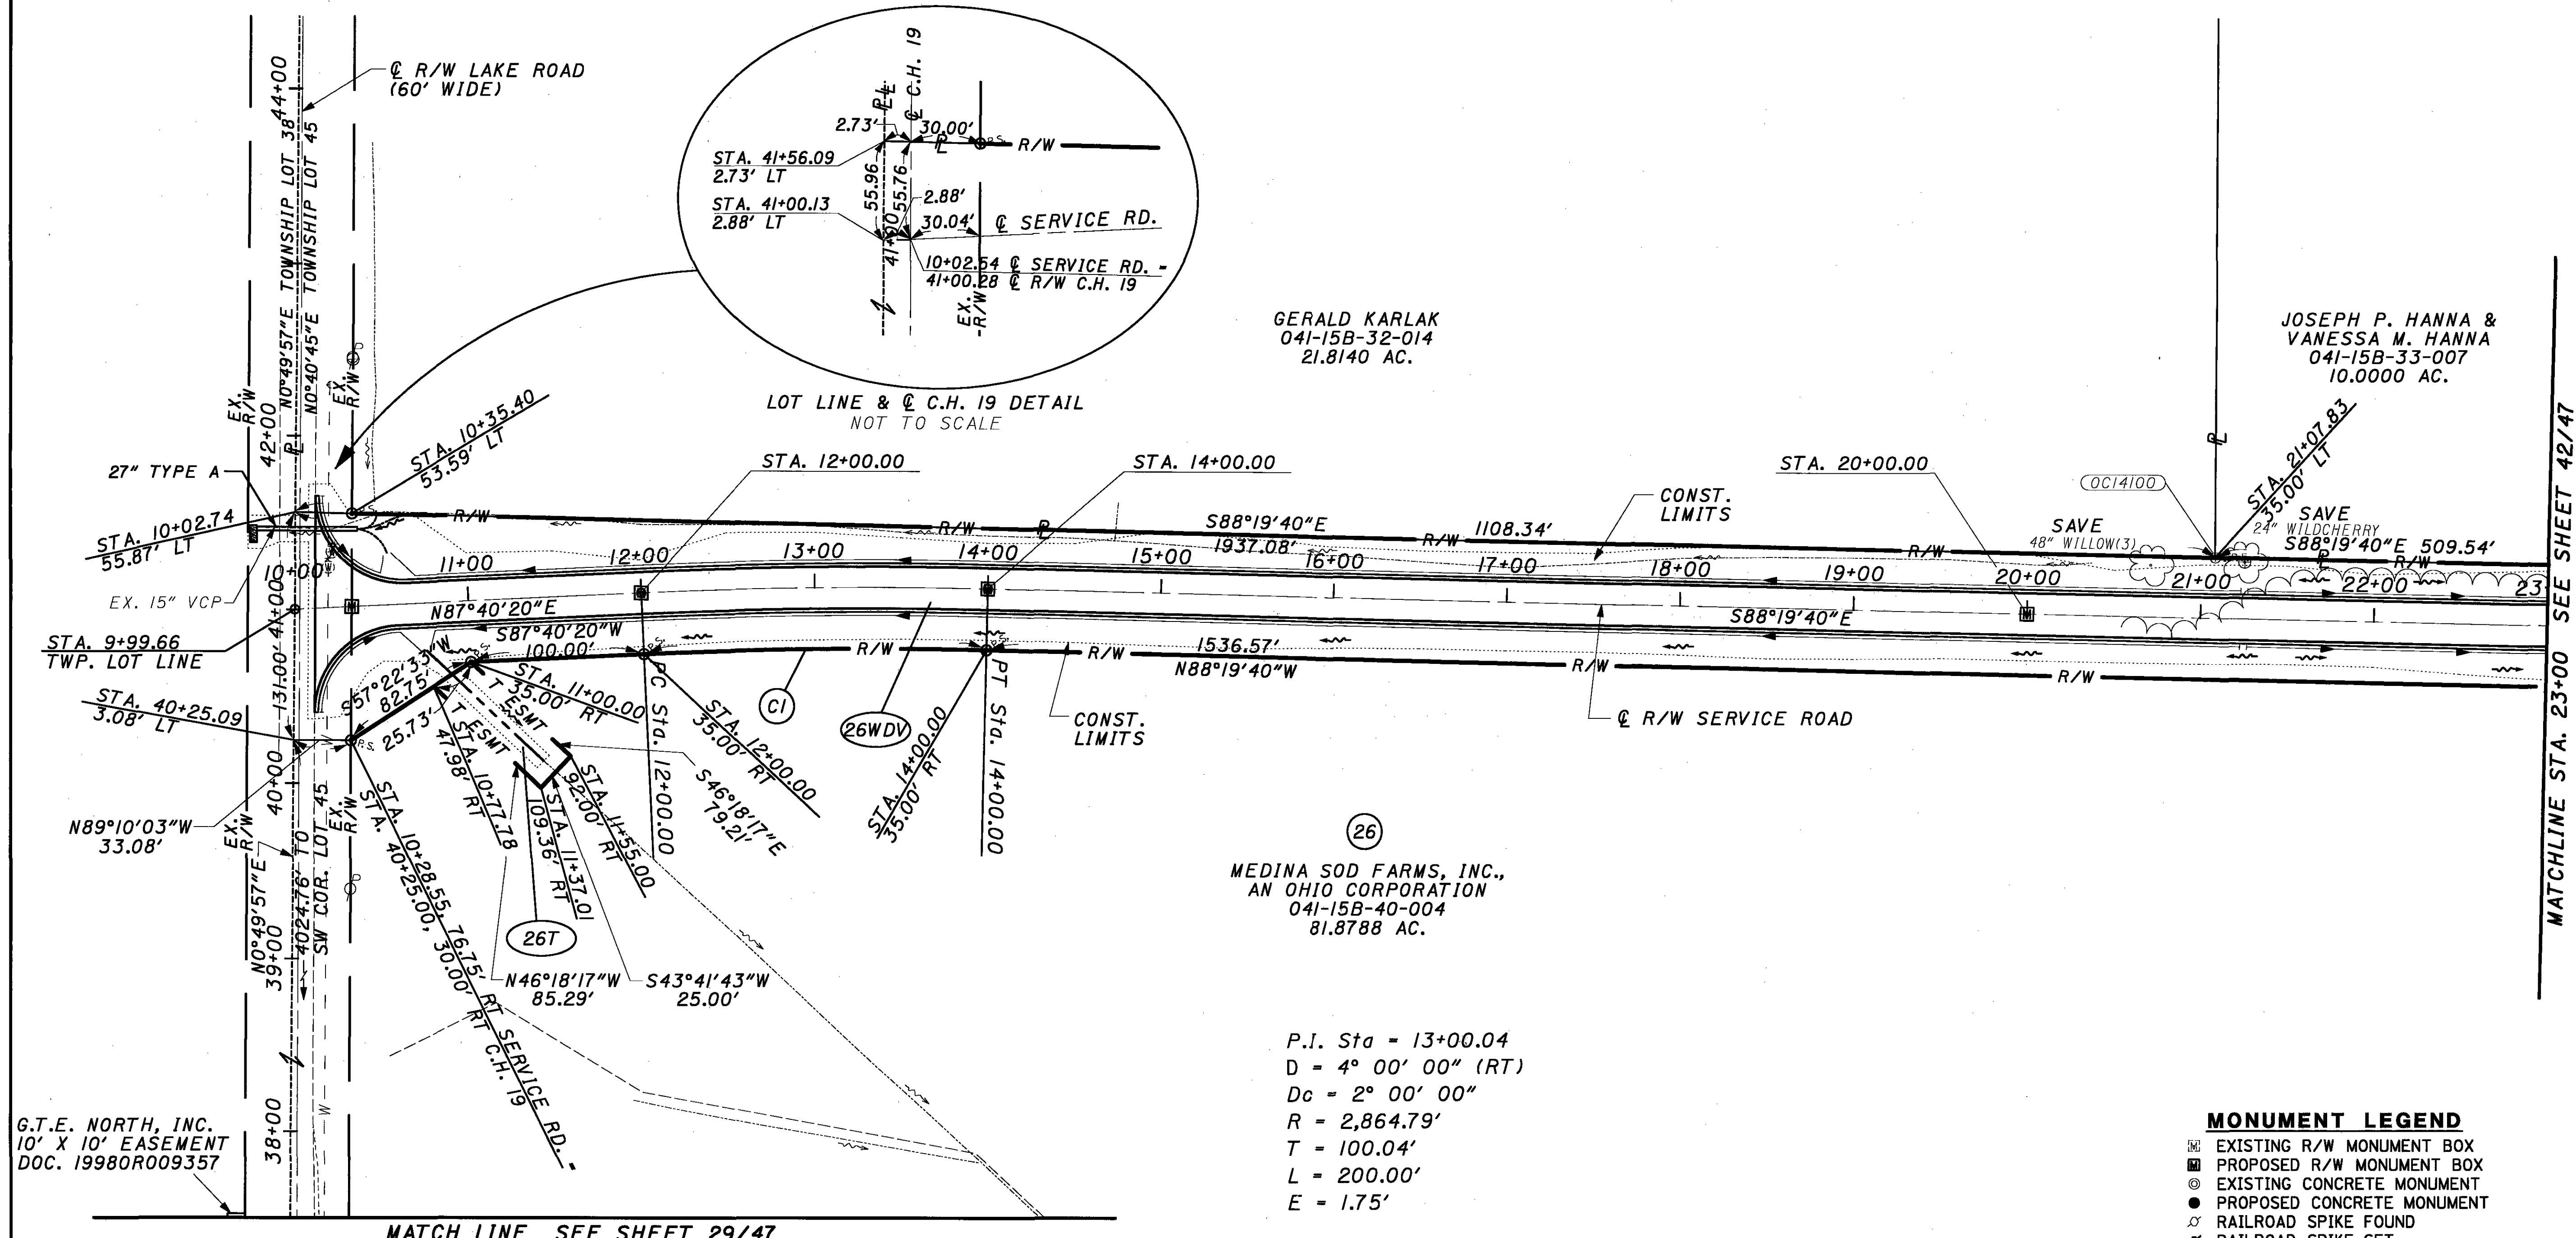 ℄ R/W LAKE ROAD
(60' WIDE)
44+00
N0°49'57"E TOWNSHIP LOT 38
N0°40'45"E TOWNSHIP LOT 45
EX.
R/W
42+00
℄ C.H. 19
2.73'
30.00'
R/W
STA. 41+56.09
2.73' LT
55.96
55.76
STA. 41+00.13
2.88' LT
2.88'
30.04'
℄ SERVICE RD.
41+00
10+02.54 ℄ SERVICE RD. =
41+00.28 ℄ R/W C.H. 19
EX.
R/W
LOT LINE & ℄ C.H. 19 DETAIL
NOT TO SCALE
GERALD KARLAK
041-15B-32-014
21.8140 AC.
JOSEPH P. HANNA &
VANESSA M. HANNA
041-15B-33-007
10.0000 AC.
EX.
R/W
STA. 10+35.40
53.59' LT
27" TYPE A
STA. 10+02.74
55.87' LT
EX. 15" VCP
STA. 9+99.66
TWP. LOT LINE
STA. 40+25.09
3.08' LT
N89°10'03"W
33.08'
STA. 12+00.00
STA. 14+00.00
STA. 20+00.00
CONST.
LIMITS
OC14100
STA. 21+07.83
35.00' LT
SAVE
48" WILLOW(3)
SAVE
24" WILDCHERRY
S88°19'40"E 509.54'
R/W
R/W
S88°19'40"E
1937.08'
R/W
1108.34'
R/W
R/W
10+00
11+00
12+00
13+00
14+00
15+00
16+00
17+00
18+00
19+00
20+00
21+00
22+00
23
N87°40'20"E
S87°40'20"W
100.00'
S88°19'40"E
R/W
R/W
1536.57'
N88°19'40"W
R/W
R/W
41+00
131.00'
S57°22'33"W
82.75'
25.73'
P.S.
T ESMT
T ESMT
STA. 11+00.00
35.00' RT
STA. 10+77.78
47.98' RT
PC Sta. 12+00.00
STA. 12+00.00
35.00' RT
C1
26WDV
STA. 14+00.00
35.00' RT
PT Sta. 14+00.00
CONST.
LIMITS
℄ R/W SERVICE ROAD
S46°18'17"E
79.21'
STA. 11+55.00
92.00' RT
STA. 11+37.01
109.36' RT
26T
N46°18'17"W
85.29'
S43°41'43"W
25.00'
STA. 10+28.55, 76.75' RT SERVICE RD. =
STA. 40+25.00, 30.00' RT C.H. 19
40+00
EX.
R/W
EX.
R/W
N0°49'57"E
4024.76' TO
SW COR. LOT 45
39+00
38+00
W
26
MEDINA SOD FARMS, INC.,
AN OHIO CORPORATION
041-15B-40-004
81.8788 AC.
P.I. Sta = 13+00.04
D = 4° 00' 00" (RT)
Dc = 2° 00' 00"
R = 2,864.79'
T = 100.04'
L = 200.00'
E = 1.75'
G.T.E. NORTH, INC.
10' X 10' EASEMENT
DOC. 19980R009357
MATCH LINE SEE SHEET 29/47
MATCHLINE STA. 23+00 SEE SHEET 42/47
MONUMENT LEGEND
EXISTING R/W MONUMENT BOX
PROPOSED R/W MONUMENT BOX
EXISTING CONCRETE MONUMENT
PROPOSED CONCRETE MONUMENT
RAILROAD SPIKE FOUND
RAILROAD SPIKE SET